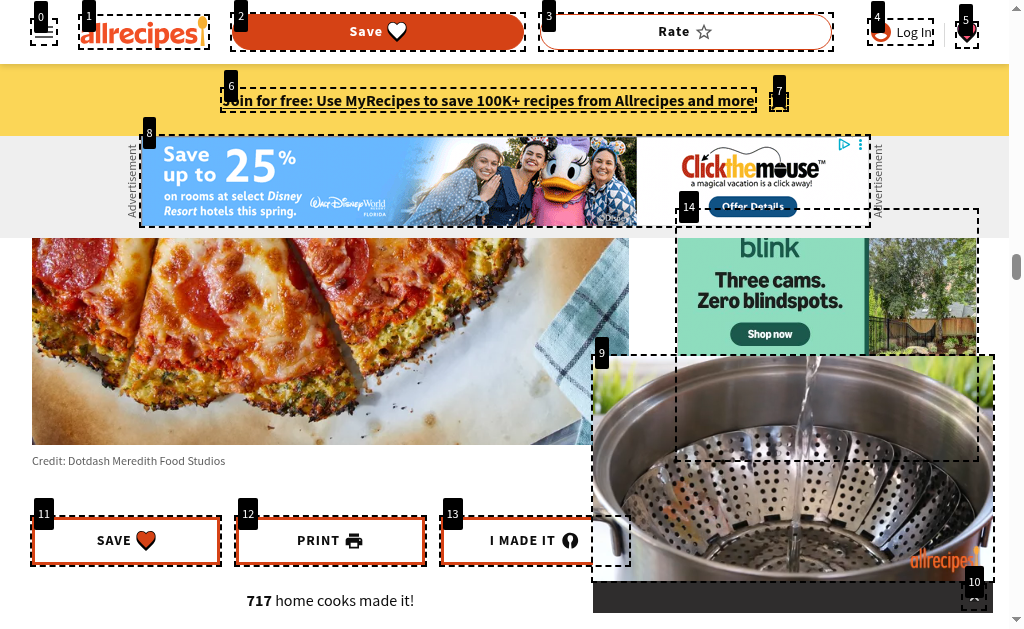 0
1
2
3
4
5
allrecipes
Save
Rate
Log In
6
7
Join for free: Use MyRecipes to save 100K+ recipes from Allrecipes and more
8
Advertisement
Save
up to 25%
on rooms at select Disney
Resort hotels this spring.
Walt Disney World
FLORIDA
©Disney
Clickthemouse™
a magical vacation is a click away!
Offer Details
Advertisement
14
blink
Three cams.
Zero blindspots.
Shop now
9
Credit: Dotdash Meredith Food Studios
11
12
13
SAVE
PRINT
I MADE IT
allrecipes
10
717 home cooks made it!